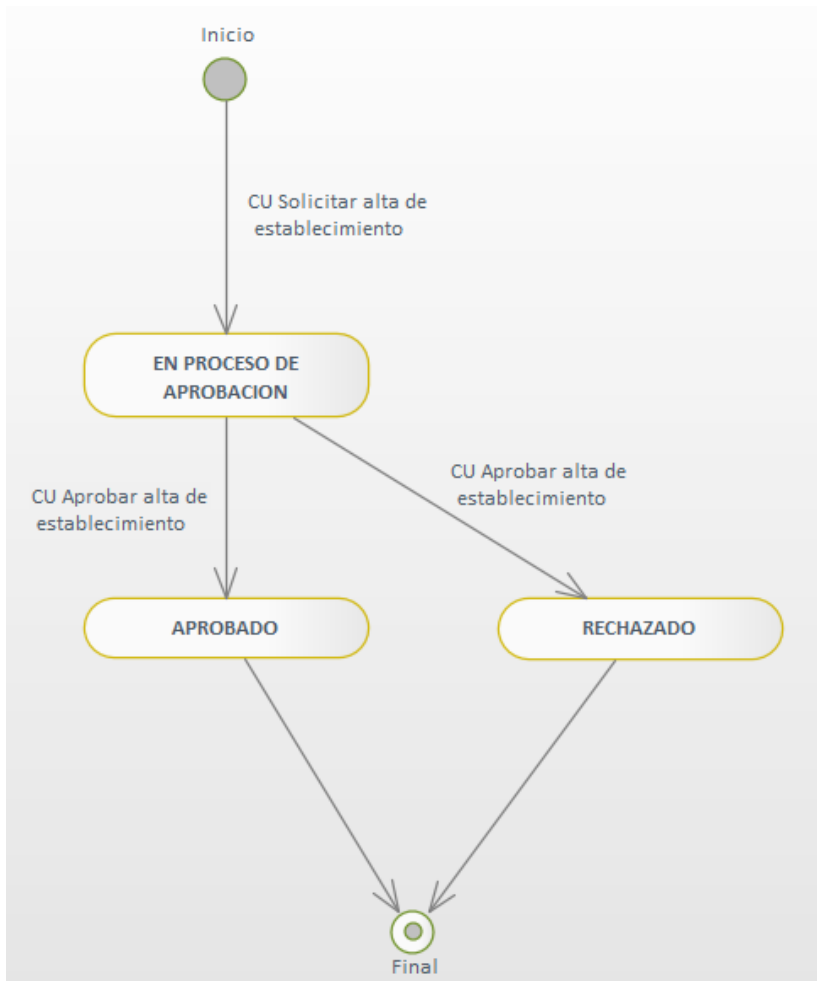 Inicio
CU Solicitar alta de
establecimiento
EN PROCESO DE
APROBACION
CU Aprobar alta de
establecimiento
CU Aprobar alta de
establecimiento
APROBADO
RECHAZADO
Final